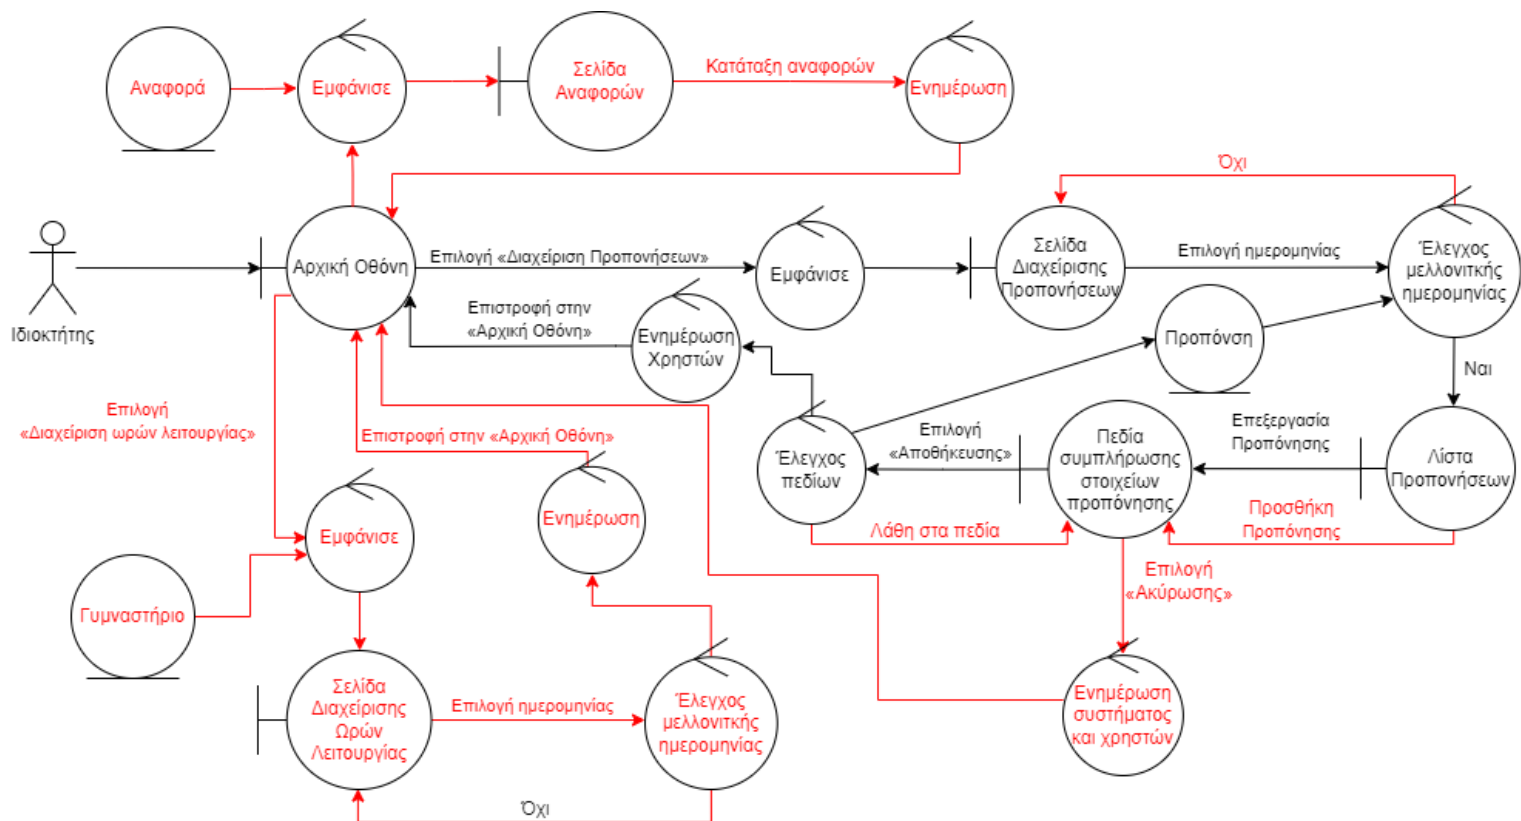 Αναφορά
Εμφάνισε
Σελίδα
Αναφορών
Κατάταξη αναφορών
Ενημέρωση
Όχι
Ιδιοκτήτης
Αρχική Οθόνη
Επιλογή «Διαχείριση Προπονήσεων»
Εμφάνισε
Σελίδα
Διαχείρισης
Προπονήσεων
Επιλογή ημερομηνίας
Έλεγχος
μελλονιτκής
ημερομηνίας
Επιστροφή στην
«Αρχική Οθόνη»
Ενημέρωση
Χρηστών
Προπόνση
Ναι
Επιλογή
«Διαχείριση ωρών λειτουργίας»
Επιστροφή στην «Αρχική Οθόνη»
Έλεγχος
πεδίων
Επιλογή
«Αποθήκευσης»
Πεδία
συμπλήρωσης
στοιχείων
προπόνησης
Επεξεργασία
Προπόνησης
Λίστα
Προπονήσεων
Εμφάνισε
Ενημέρωση
Λάθη στα πεδία
Προσθήκη
Προπόνησης
Γυμναστήριο
Επιλογή
«Ακύρωσης»
Σελίδα
Διαχείρισης
Ωρών
Λειτουργίας
Επιλογή ημερομηνίας
Έλεγχος
μελλονιτκής
ημερομηνίας
Ενημέρωση
συστήματος
και χρηστών
Όχι